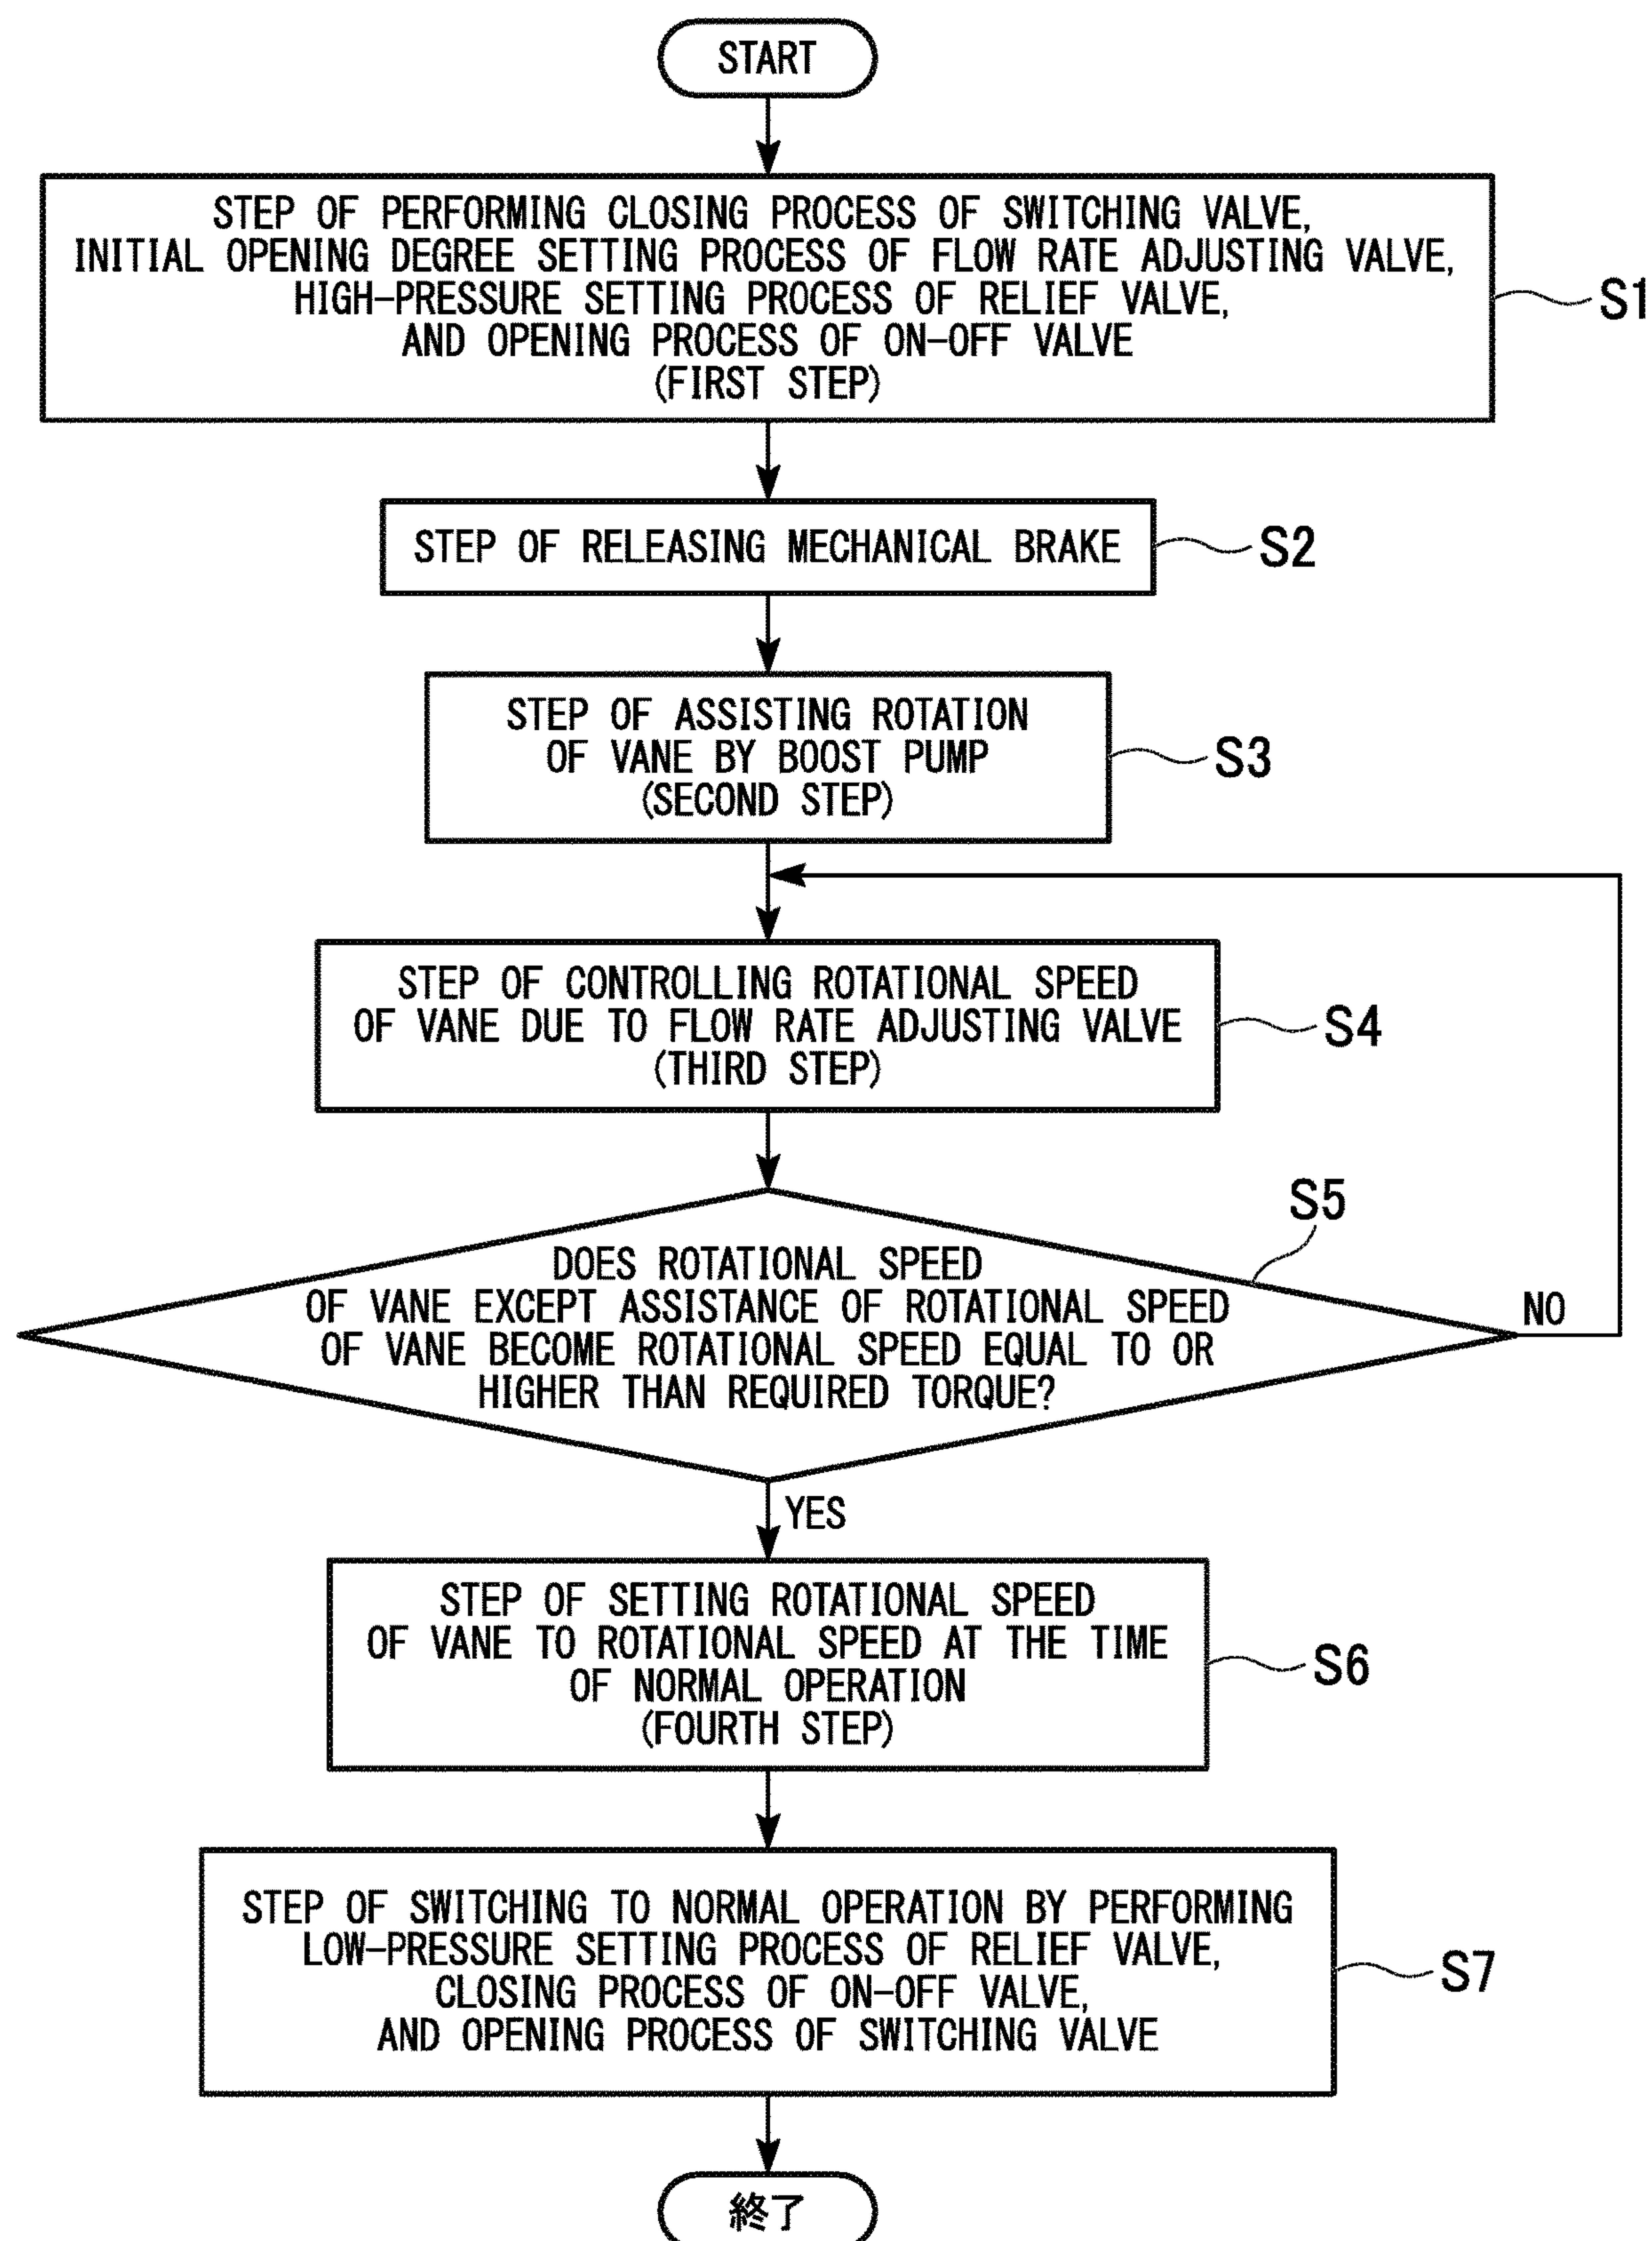 START
STEP OF PERFORMING CLOSING PROCESS OF SWITCHING VALVE,
INITIAL OPENING DEGREE SETTING PROCESS OF FLOW RATE ADJUSTING VALVE,
HIGH-PRESSURE SETTING PROCESS OF RELIEF VALVE,
AND OPENING PROCESS OF ON-OFF VALVE
(FIRST STEP)
S1
STEP OF RELEASING MECHANICAL BRAKE
S2
STEP OF ASSISTING ROTATION
OF VANE BY BOOST PUMP
(SECOND STEP)
S3
STEP OF CONTROLLING ROTATIONAL SPEED
OF VANE DUE TO FLOW RATE ADJUSTING VALVE
(THIRD STEP)
S4
S5
DOES ROTATIONAL SPEED
OF VANE EXCEPT ASSISTANCE OF ROTATIONAL SPEED
OF VANE BECOME ROTATIONAL SPEED EQUAL TO OR
HIGHER THAN REQUIRED TORQUE?
NO
YES
STEP OF SETTING ROTATIONAL SPEED
OF VANE TO ROTATIONAL SPEED AT THE TIME
OF NORMAL OPERATION
(FOURTH STEP)
S6
STEP OF SWITCHING TO NORMAL OPERATION BY PERFORMING
LOW-PRESSURE SETTING PROCESS OF RELIEF VALVE,
CLOSING PROCESS OF ON-OFF VALVE,
AND OPENING PROCESS OF SWITCHING VALVE
S7
終了